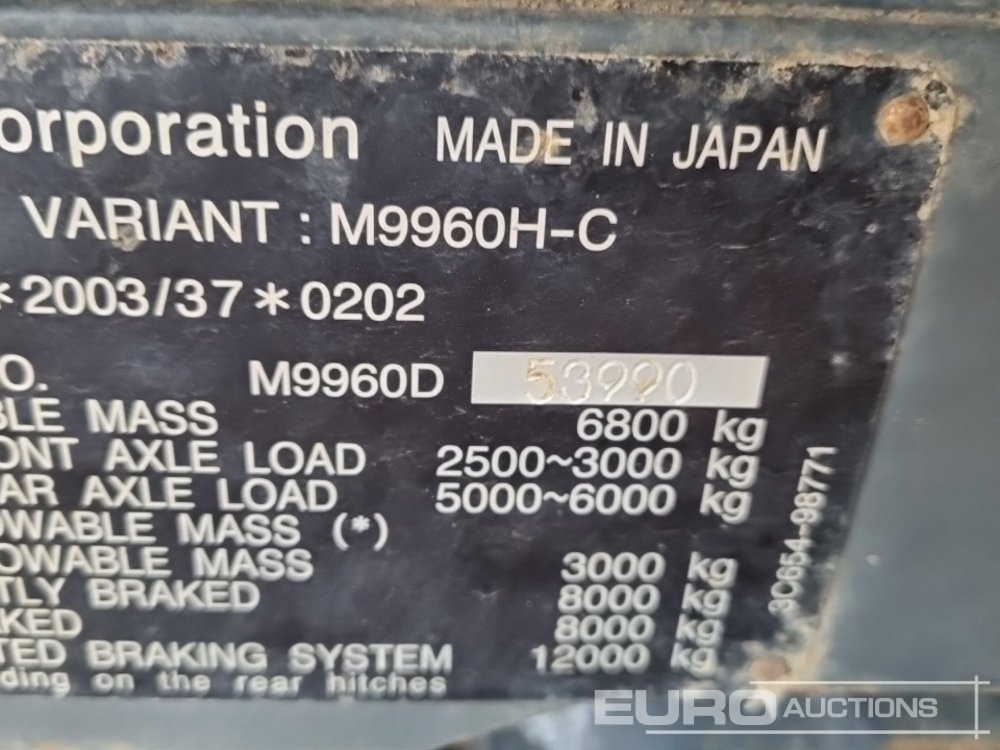 orporation MADE IN JAPAN
VARIANT : M9960H-C
*2003/37*0202
O. M9960D 53990
BLE MASS 6800 kg
ONT AXLE LOAD 2500~3000 kg
AR AXLE LOAD 5000~6000 kg
OWABLE MASS (*)
OWABLE MASS 3000 kg
TLY BRAKED 8000 kg
KED 8000 kg
TED BRAKING SYSTEM 12000 kg
ding on the rear hitches
3C654-98771
EURO AUCTIONS